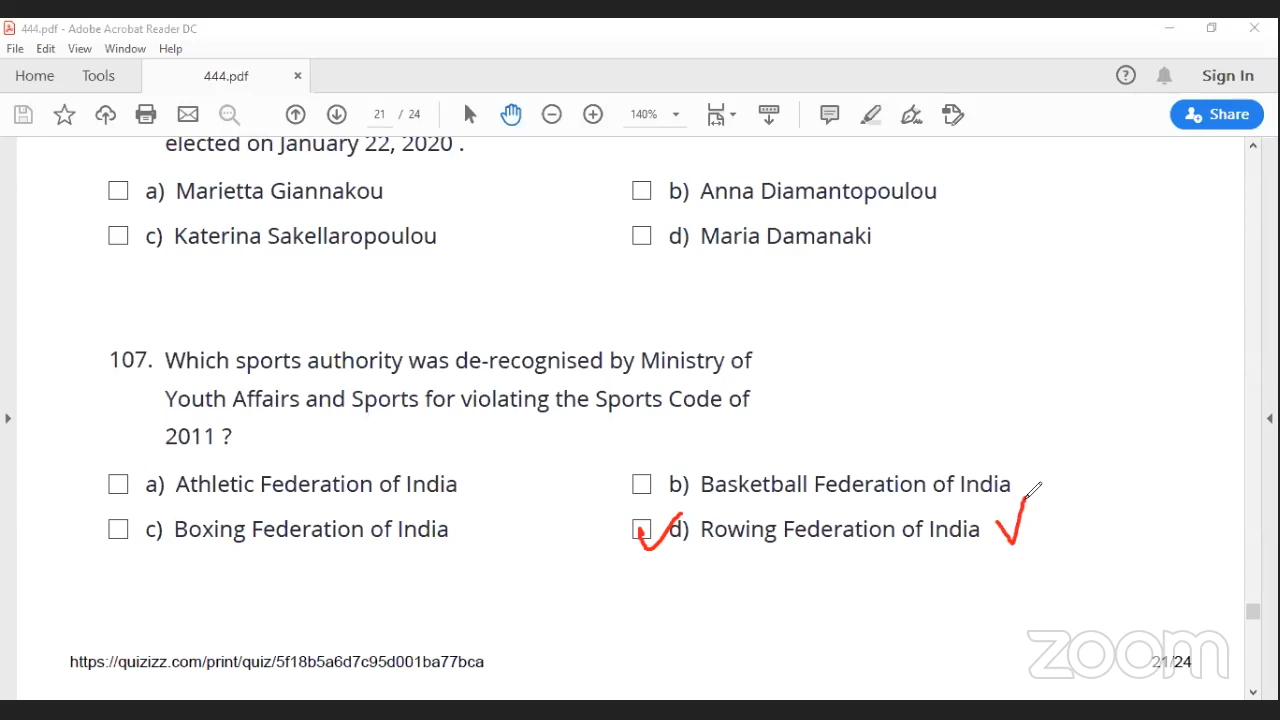 444.pdf - Adobe Acrobat Reader DC
File Edit View Window Help
Home Tools 444.pdf × Sign In
21 / 24 140% Share
elected on January 22, 2020 .
a) Marietta Giannakou b) Anna Diamantopoulou
c) Katerina Sakellaropoulou d) Maria Damanaki
107. Which sports authority was de-recognised by Ministry of
Youth Affairs and Sports for violating the Sports Code of
2011 ?
a) Athletic Federation of India b) Basketball Federation of India
c) Boxing Federation of India d) Rowing Federation of India
https://quizizz.com/print/quiz/5f18b5a6d7c95d001ba77bca 21/24
zoom